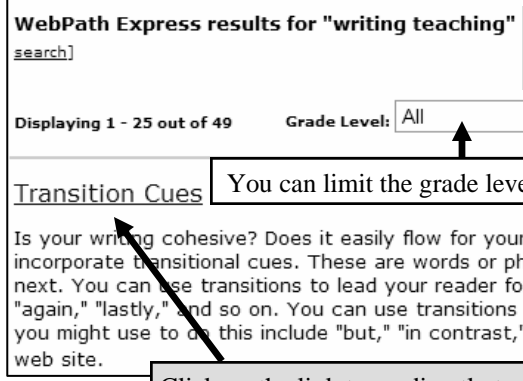 WebPath Express results for "writing teaching"
search]
Displaying 1 - 25 out of 49 Grade Level: All
You can limit the grade leve
Transition Cues
Is your writing cohesive? Does it easily flow for your
incorporate transitional cues. These are words or ph
next. You can use transitions to lead your reader fo
"again," "lastly," and so on. You can use transitions
you might use to do this include "but," "in contrast,"
web site.